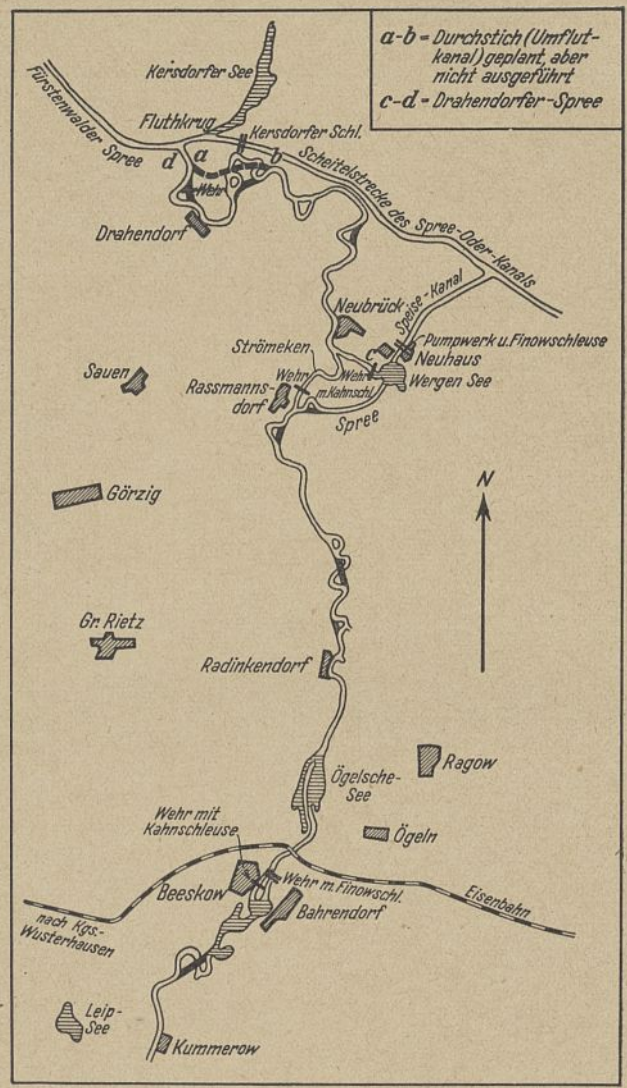 a-b = Durchstich (Umflut-
kanal) geplant, aber
nicht ausgeführt
c-d = Drahendorfer-Spree
Kersdorfer See
Fürstenwalder Spree
Fluthkrug
Kersdorfer Schl.
d a b
Scheitelstrecke des Spree-Oder-Kanals
Wehr
Drahendorf
Speise-Kanal
Neubrück
Pumpwerk u. Finowschleuse
Strömeken
c
Neuhaus
Sauen
Wehr
Wehr
m. Kahnschl.
Wergen See
Rassmanns-
dorf
Spree
N
Görzig
Gr. Rietz
Radinkendorf
Ragow
Ögelsche-
See
Wehr mit
Kahnschleuse
Ögeln
Beeskow
Wehr m. Finowschl.
Eisenbahn
Bahrendorf
nach Kgs.-
Wusterhausen
Leip-
See
Kummerow